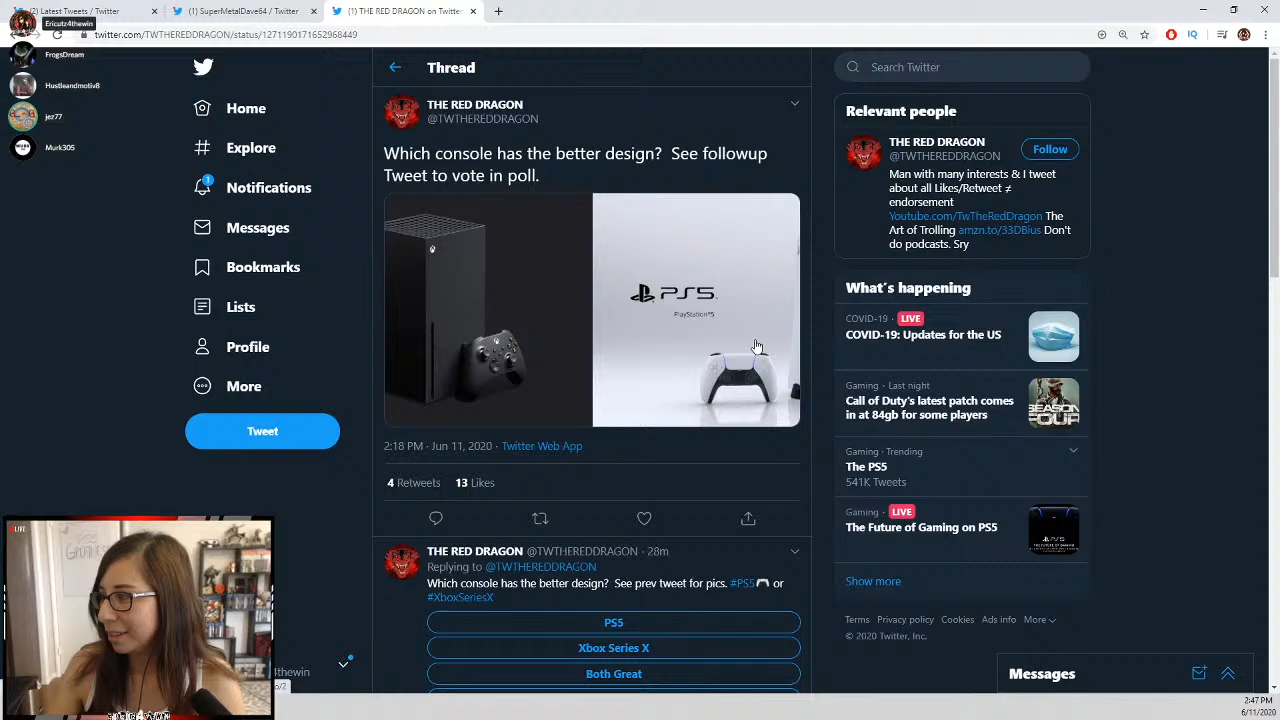 (2) Latest Tweets / Twitter
(1) SuperMetalDave64 / Twitter
(1) THE RED DRAGON on Twitter
Ericutz4thewin
twitter.com/TWTHEREDDRAGON/status/1271190171652968449
FrogsDream
Hustleandmotiv8
jez77
MURK
Murk305
Home
Explore
1
Notifications
Messages
Bookmarks
Lists
Profile
More
Tweet
Thread
THE RED DRAGON
@TWTHEREDDRAGON
Which console has the better design? See followup
Tweet to vote in poll.
PS5
PlayStation®5
2:18 PM · Jun 11, 2020 · Twitter Web App
4 Retweets 13 Likes
THE RED DRAGON @TWTHEREDDRAGON · 28m
Replying to @TWTHEREDDRAGON
Which console has the better design? See prev tweet for pics. #PS5🎮 or
#XboxSeriesX
PS5
Xbox Series X
Both Great
Search Twitter
Relevant people
THE RED DRAGON
@TWTHEREDDRAGON
Follow
Man with many interests & I tweet
about all Likes/Retweet ≠
endorsement
Youtube.com/TwTheRedDragon The
Art of Trolling amzn.to/33DBius Don't
do podcasts. Sry
What's happening
COVID-19 · LIVE
COVID-19: Updates for the US
Gaming · Last night
Call of Duty's latest patch comes
in at 84gb for some players
Gaming · Trending
The PS5
541K Tweets
Gaming · LIVE
The Future of Gaming on PS5
Show more
Terms Privacy policy Cookies Ads info More
© 2020 Twitter, Inc.
Messages
LIVE
4thewin
o/2
2:47 PM
6/11/2020